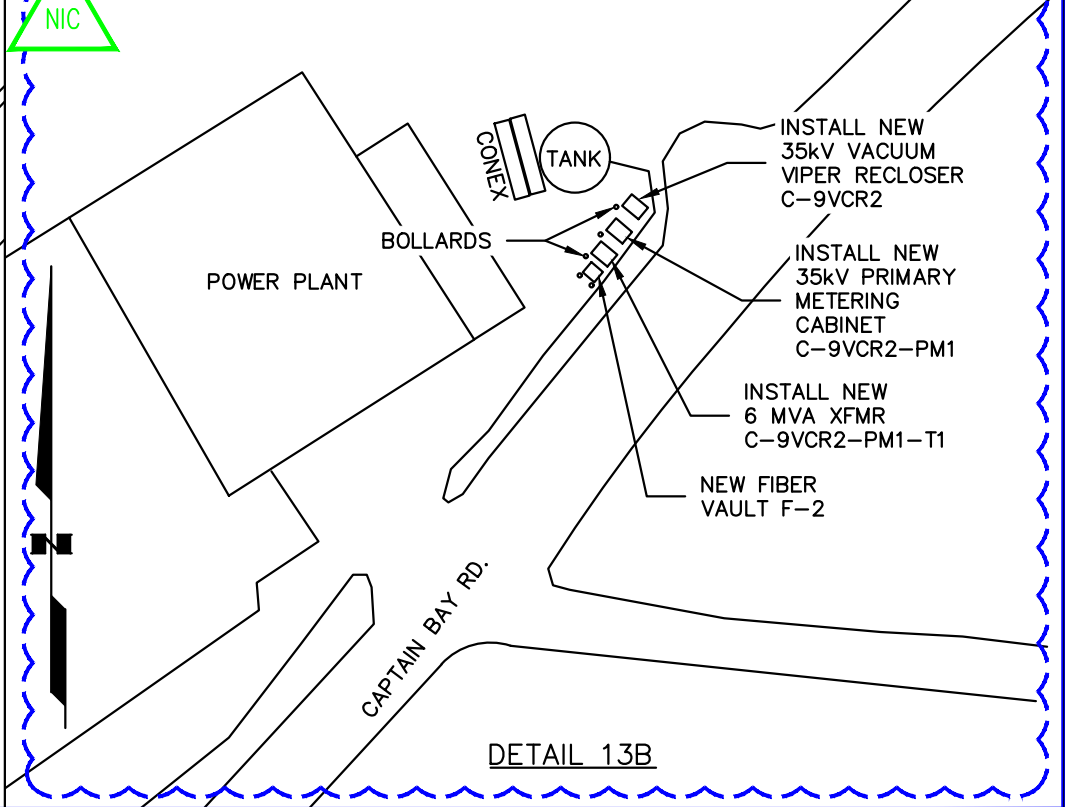 NIC
CONEX
TANK
INSTALL NEW
35kV VACUUM
VIPER RECLOSER
C-9VCR2
BOLLARDS
POWER PLANT
INSTALL NEW
35kV PRIMARY
METERING
CABINET
C-9VCR2-PM1
INSTALL NEW
6 MVA XFMR
C-9VCR2-PM1-T1
NEW FIBER
VAULT F-2
N
CAPTAIN BAY RD.
DETAIL 13B